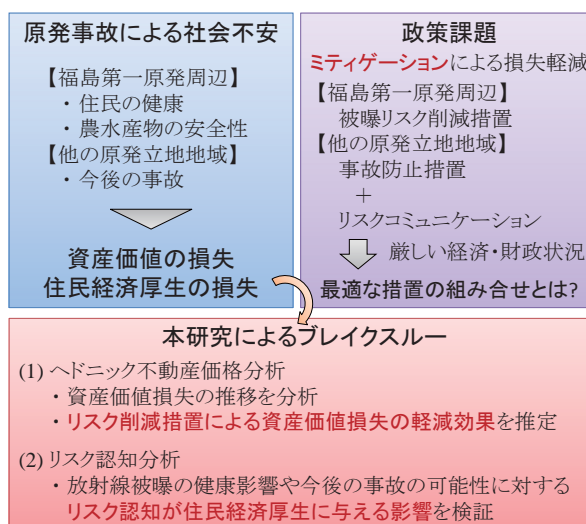 原発事故による社会不安
【福島第一原発周辺】
・住民の健康
・農水産物の安全性
【他の原発立地地域】
・今後の事故
資産価値の損失
住民経済厚生の損失
政策課題
ミティゲーションによる損失軽減
【福島第一原発周辺】
被曝リスク削減措置
【他の原発立地地域】
事故防止措置
+
リスクコミュニケーション
厳しい経済・財政状況
最適な措置の組み合せとは?
本研究によるブレイクスルー
(1) ヘドニック不動産価格分析
・資産価値損失の推移を分析
・リスク削減措置による資産価値損失の軽減効果を推定
(2) リスク認知分析
・放射線被曝の健康影響や今後の事故の可能性に対する
リスク認知が住民経済厚生に与える影響を検証